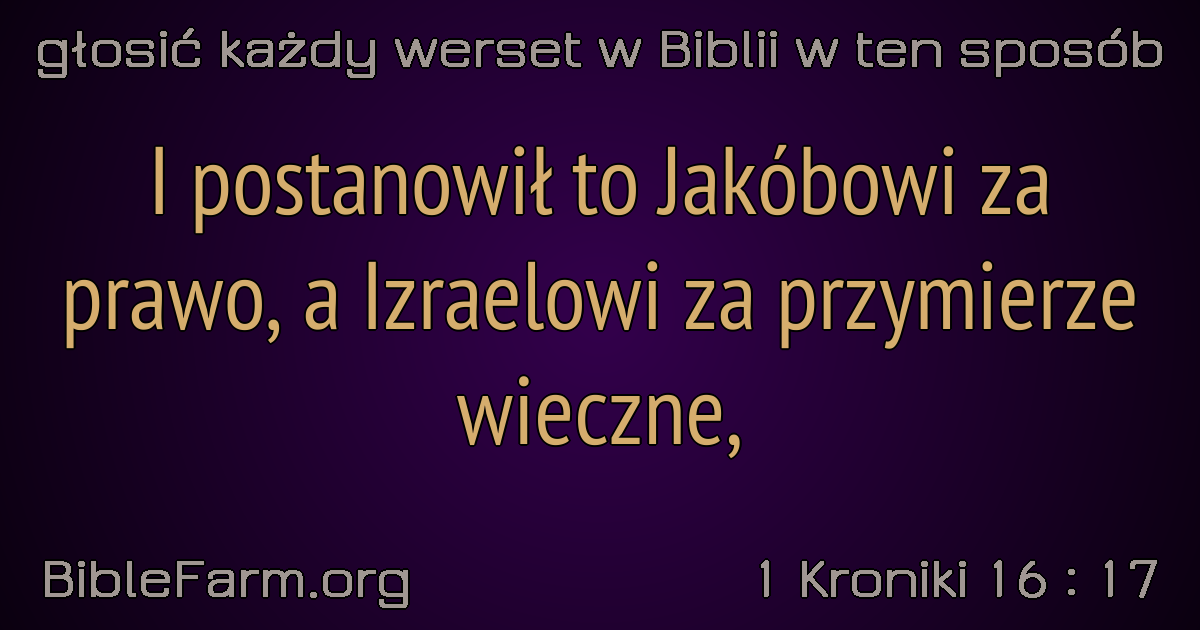 głosić każdy werset w Biblii w ten sposób
I postanowił to Jakóbowi za
prawo, a Izraelowi za przymierze
wieczne,
BibleFarm.org
1 Kroniki 16 : 17